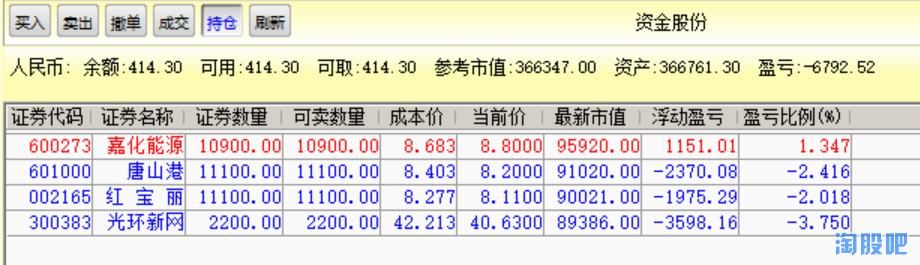 买入 卖出 撤单 成交 持仓 刷新 资金股份
人民币: 余额:414.30 可用:414.30 可取:414.30 参考市值:366347.00 资产:366761.30 盈亏:-6792.52
证券代码 证券名称 证券数量 可卖数量 成本价 当前价 最新市值 浮动盈亏 盈亏比例(%)
600273 嘉化能源 10900.00 10900.00 8.683 8.8000 95920.00 1151.01 1.347
601000 唐山港 11100.00 11100.00 8.403 8.2000 91020.00 -2370.08 -2.416
002165 红 宝 丽 11100.00 11100.00 8.277 8.1100 90021.00 -1975.29 -2.018
300383 光环新网 2200.00 2200.00 42.213 40.6300 89386.00 -3598.16 -3.750
淘股吧